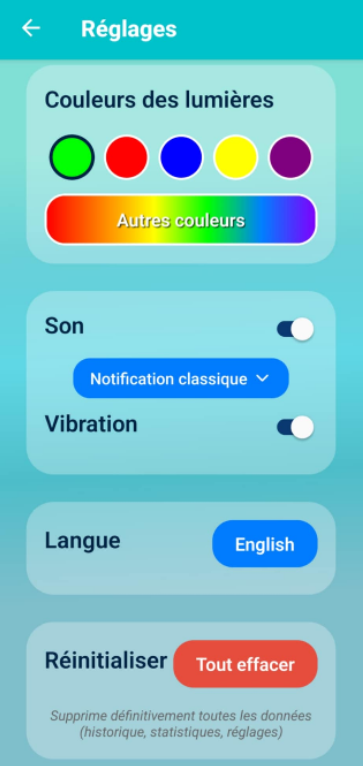 Réglages
Couleurs des lumières
Autres couleurs
Son
Notification classique
Vibration
Langue
English
Réinitialiser
Tout effacer
Supprime définitivement toutes les données
(historique, statistiques, réglages)